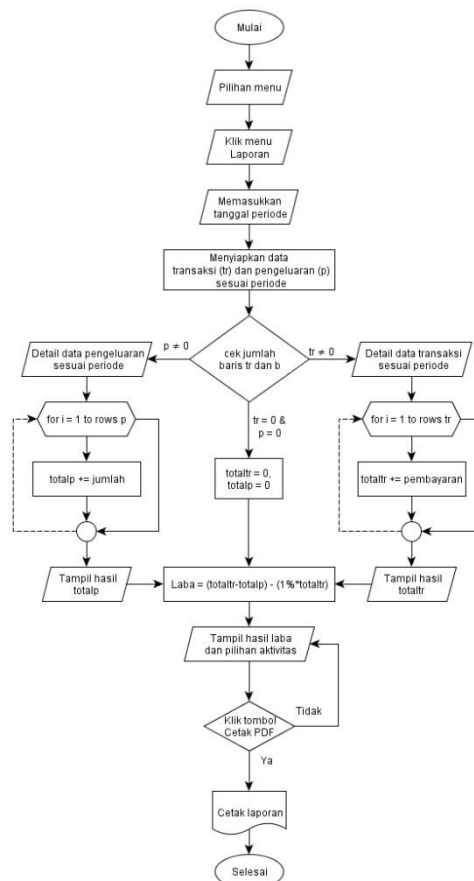 Mulai
Pilihan menu
Klik menu
Laporan
Memasukkan
tanggal periode
Menyiapkan data
transaksi (tr) dan pengeluaran (p)
sesuai periode
p ≠ 0
cek jumlah
baris tr dan b
tr ≠ 0
Detail data pengeluaran
sesuai periode
Detail data transaksi
sesuai periode
for i = 1 to rows p
tr = 0 &
p = 0
for i = 1 to rows tr
totalp += jumlah
totaltr = 0,
totalp = 0
totaltr += pembayaran
Tampil hasil
totalp
Laba = (totaltr-totalp) - (1%*totaltr)
Tampil hasil
totaltr
Tampil hasil laba
dan pilihan aktivitas
Tidak
Klik tombol
Cetak PDF
Ya
Cetak laporan
Selesai